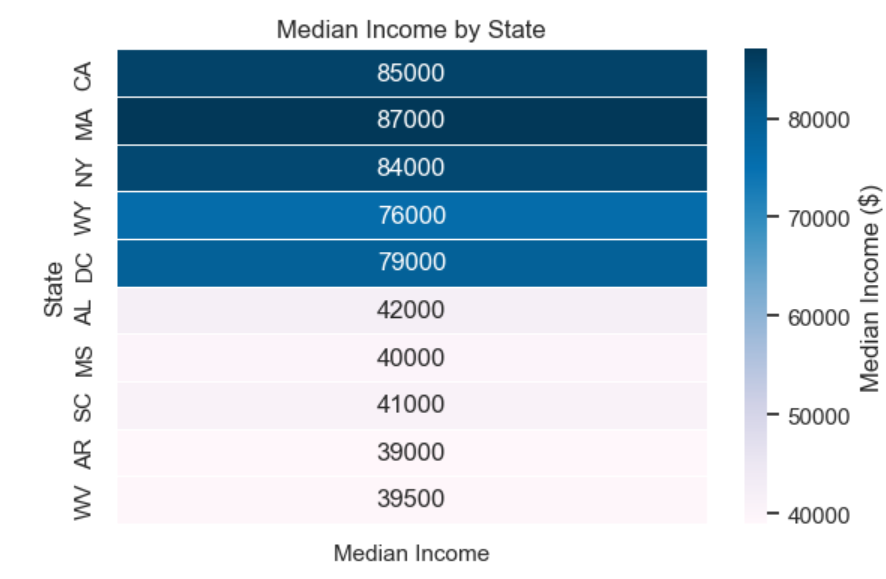 Median Income by State
CA 85000
MA 87000
NY 84000
WY 76000
DC 79000
AL 42000
MS 40000
SC 41000
AR 39000
WV 39500
State
Median Income
80000
70000
60000
50000
40000
Median Income ($)